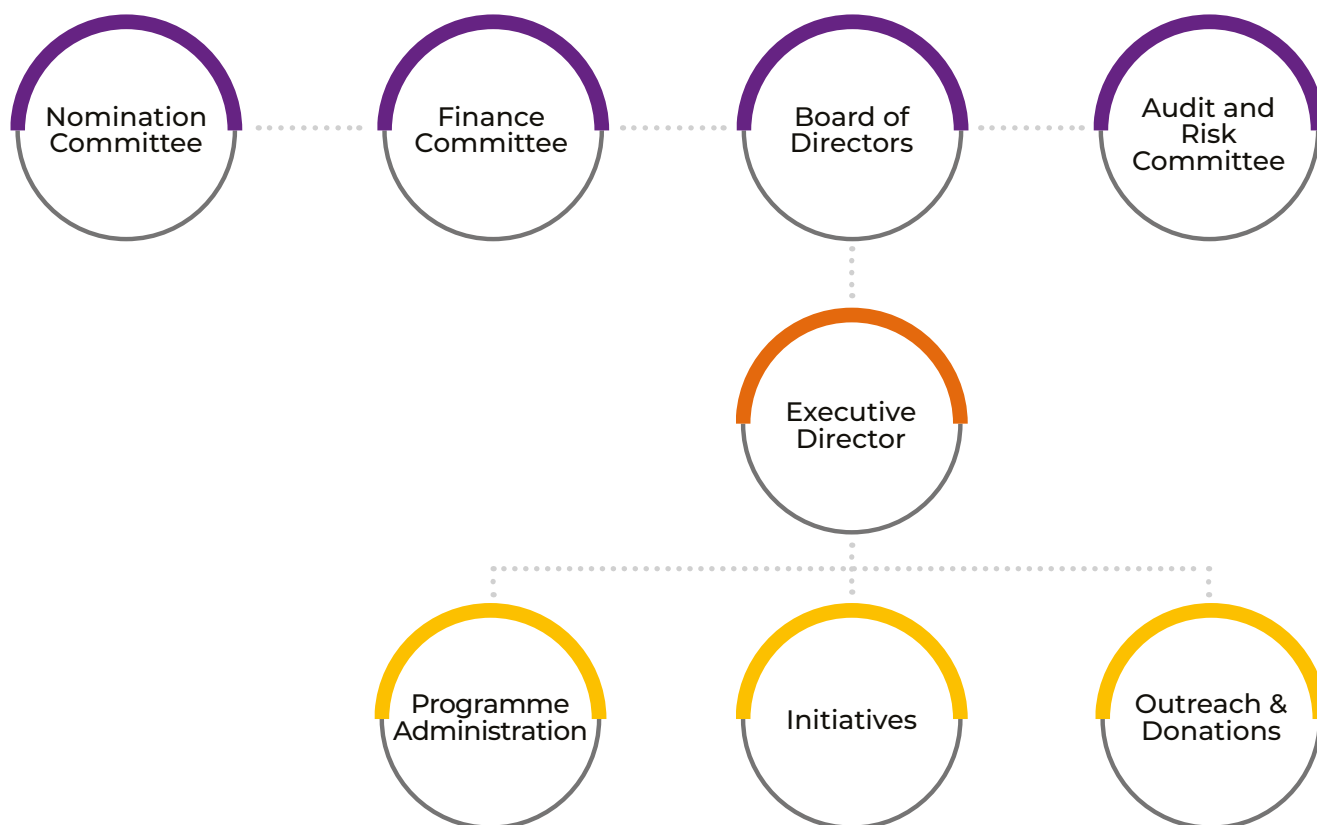 Nomination
Committee
Finance
Committee
Board of
Directors
Audit and
Risk
Committee
Executive
Director
Programme
Administration
Initiatives
Outreach &
Donations